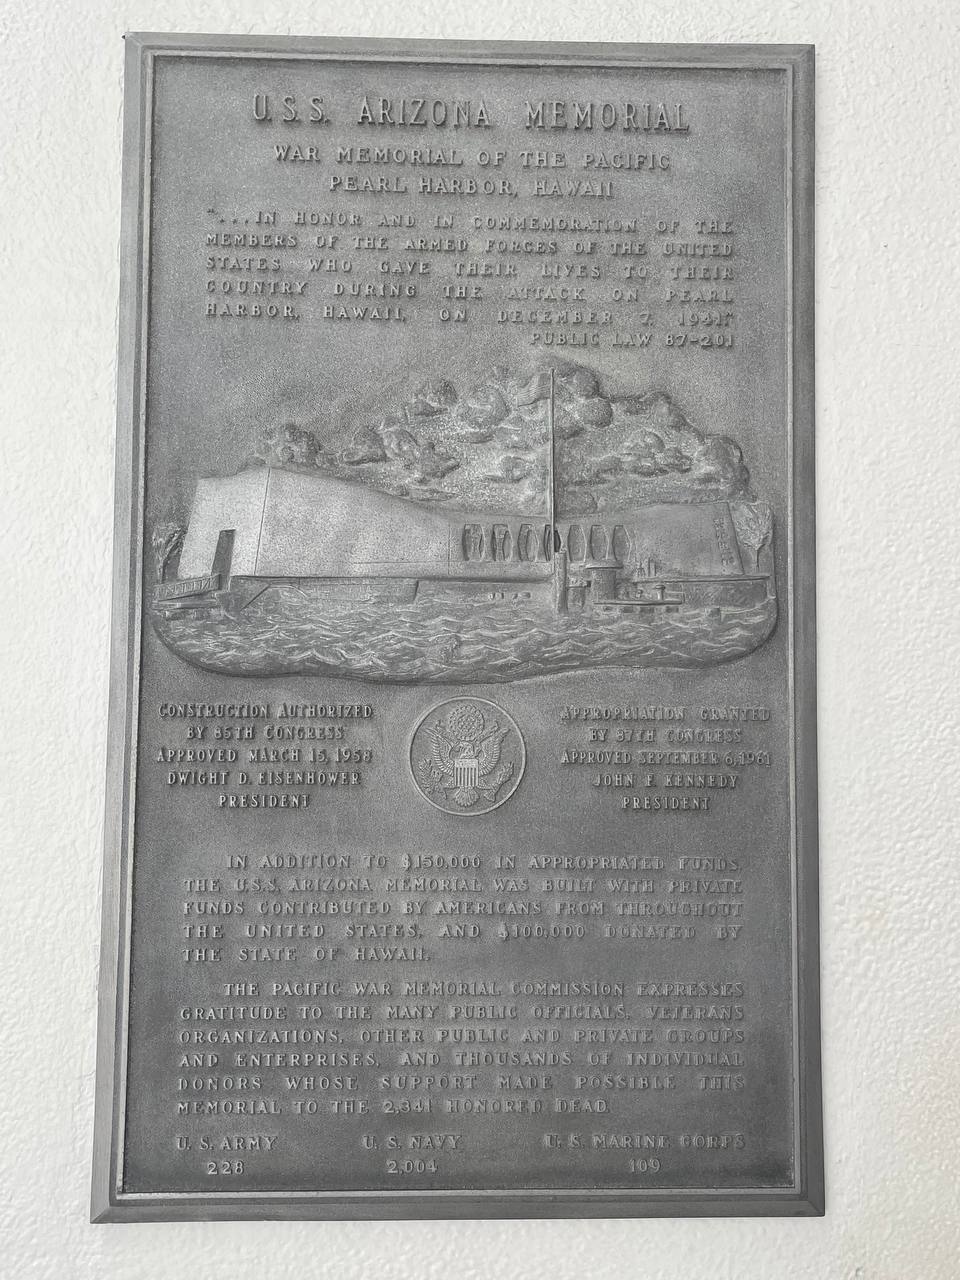 U.S.S. ARIZONA MEMORIAL
WAR MEMORIAL OF THE PACIFIC
PEARL HARBOR, HAWAII
"...IN HONOR AND IN COMMEMORATION OF THE
MEMBERS OF THE ARMED FORCES OF THE UNITED
STATES WHO GAVE THEIR LIVES TO THEIR
COUNTRY DURING THE ATTACK ON PEARL
HARBOR, HAWAII, ON DECEMBER 7, 1941"
PUBLIC LAW 87-201
CONSTRUCTION AUTHORIZED
BY 85TH CONGRESS
APPROVED MARCH 15, 1958
DWIGHT D. EISENHOWER
PRESIDENT
APPROPRIATION GRANTED
BY 87TH CONGRESS
APPROVED SEPTEMBER 6, 1961
JOHN F. KENNEDY
PRESIDENT
IN ADDITION TO $150,000 IN APPROPRIATED FUNDS,
THE U.S.S. ARIZONA MEMORIAL WAS BUILT WITH PRIVATE
FUNDS CONTRIBUTED BY AMERICANS FROM THROUGHOUT
THE UNITED STATES, AND $100,000 DONATED BY
THE STATE OF HAWAII.
THE PACIFIC WAR MEMORIAL COMMISSION EXPRESSES
GRATITUDE TO THE MANY PUBLIC OFFICIALS, VETERANS
ORGANIZATIONS, OTHER PUBLIC AND PRIVATE GROUPS
AND ENTERPRISES, AND THOUSANDS OF INDIVIDUAL
DONORS WHOSE SUPPORT MADE POSSIBLE THIS
MEMORIAL TO THE 2,341 HONORED DEAD.
U. S. ARMY U. S. NAVY U. S. MARINE CORPS
228 2,004 109